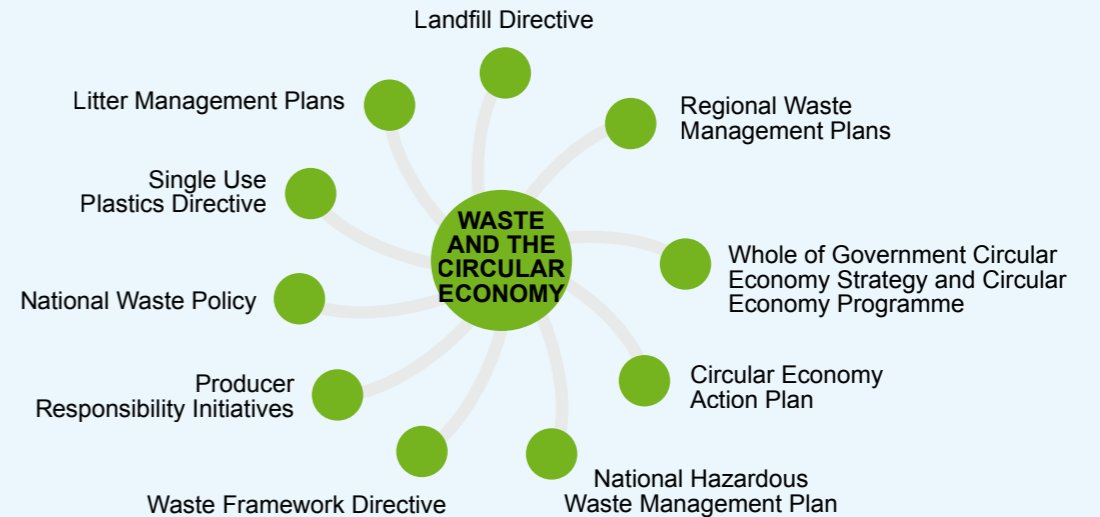 Landfill Directive
Litter Management Plans
Regional Waste
Management Plans
Single Use
Plastics Directive
WASTE
AND THE
CIRCULAR
ECONOMY
Whole of Government Circular
Economy Strategy and Circular
Economy Programme
National Waste Policy
Producer
Responsibility Initiatives
Circular Economy
Action Plan
Waste Framework Directive
National Hazardous
Waste Management Plan